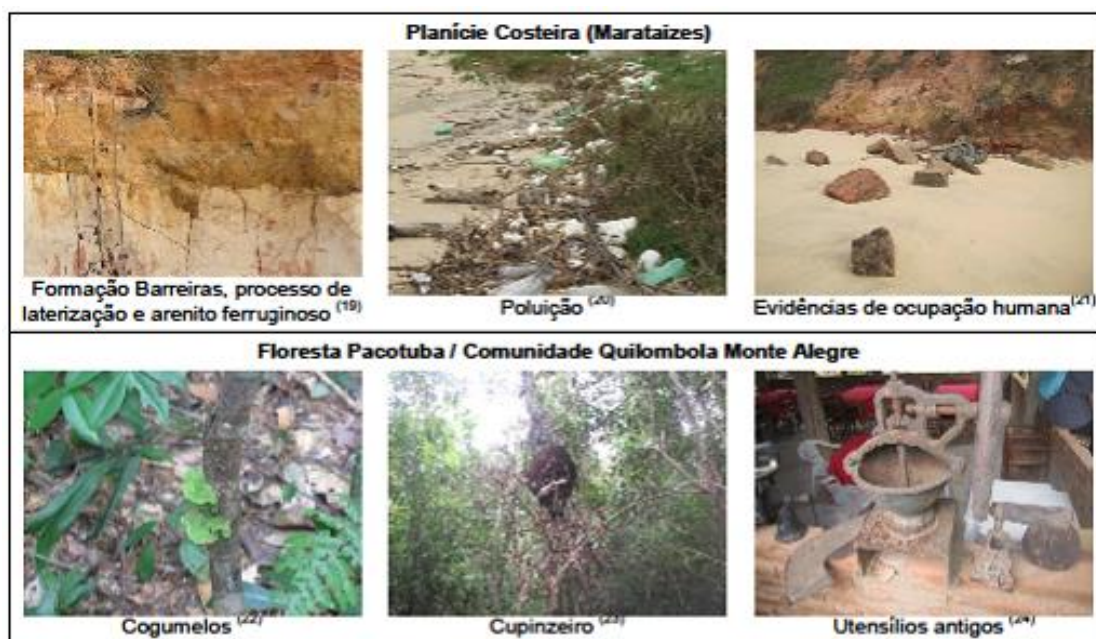 Planície Costeira (Marataizes)
Formação Barreiras, processo de
laterização e arenito ferruginoso (19)
Poluição (20)
Evidências de ocupação humana(21)
Floresta Pacotuba / Comunidade Quilombola Monte Alegre
Cogumelos (22)
Cupinzeiro (23)
Utensílios antigos (24)